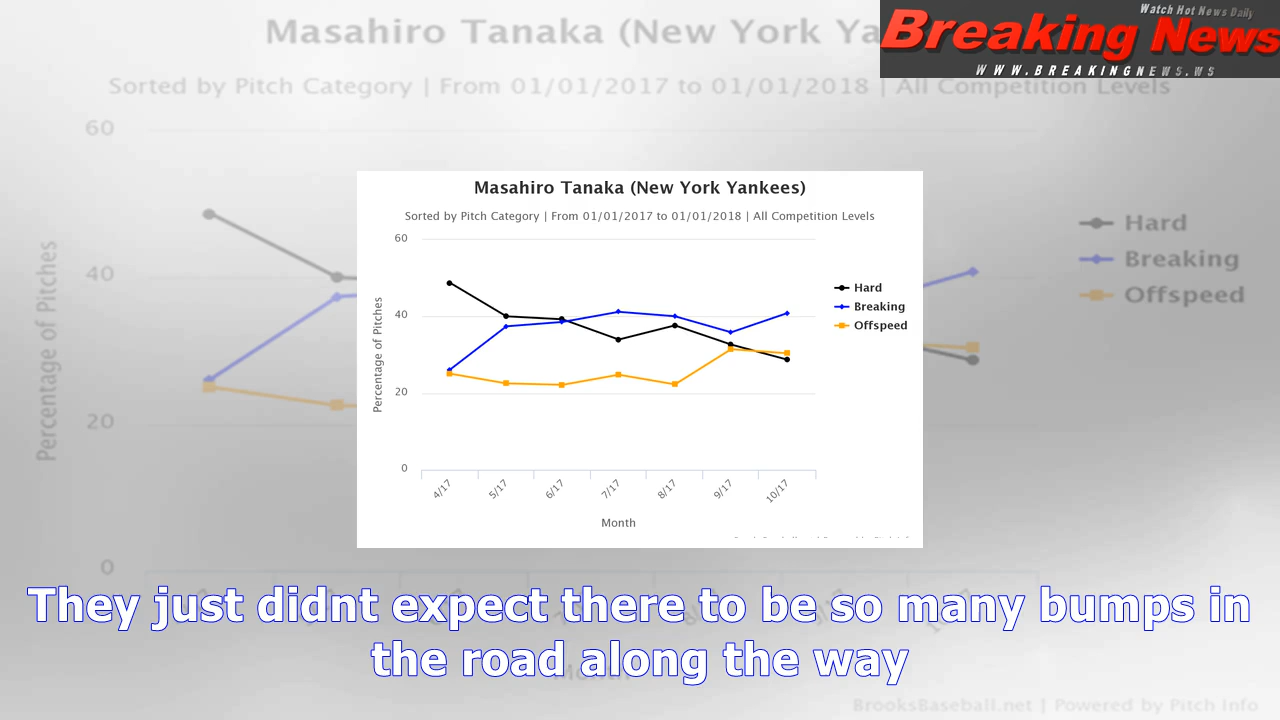 Watch Hot News Daily
Breaking News
WWW.BREAKINGNEWS.WS
Masahiro Tanaka (New York Ya
Sorted by Pitch Category | From 01/01/2017 to 01/01/2018 | All Competition Levels
60
40
20
0
Percentage of Pitches
Hard
Breaking
Offspeed
Masahiro Tanaka (New York Yankees)
Sorted by Pitch Category | From 01/01/2017 to 01/01/2018 | All Competition Levels
60
40
20
0
Percentage of Pitches
4/17
5/17
6/17
7/17
8/17
9/17
10/17
Month
Hard
Breaking
Offspeed
They just didnt expect there to be so many bumps in
the road along the way
Month
BrooksBaseball.net | Powered by Pitch Info